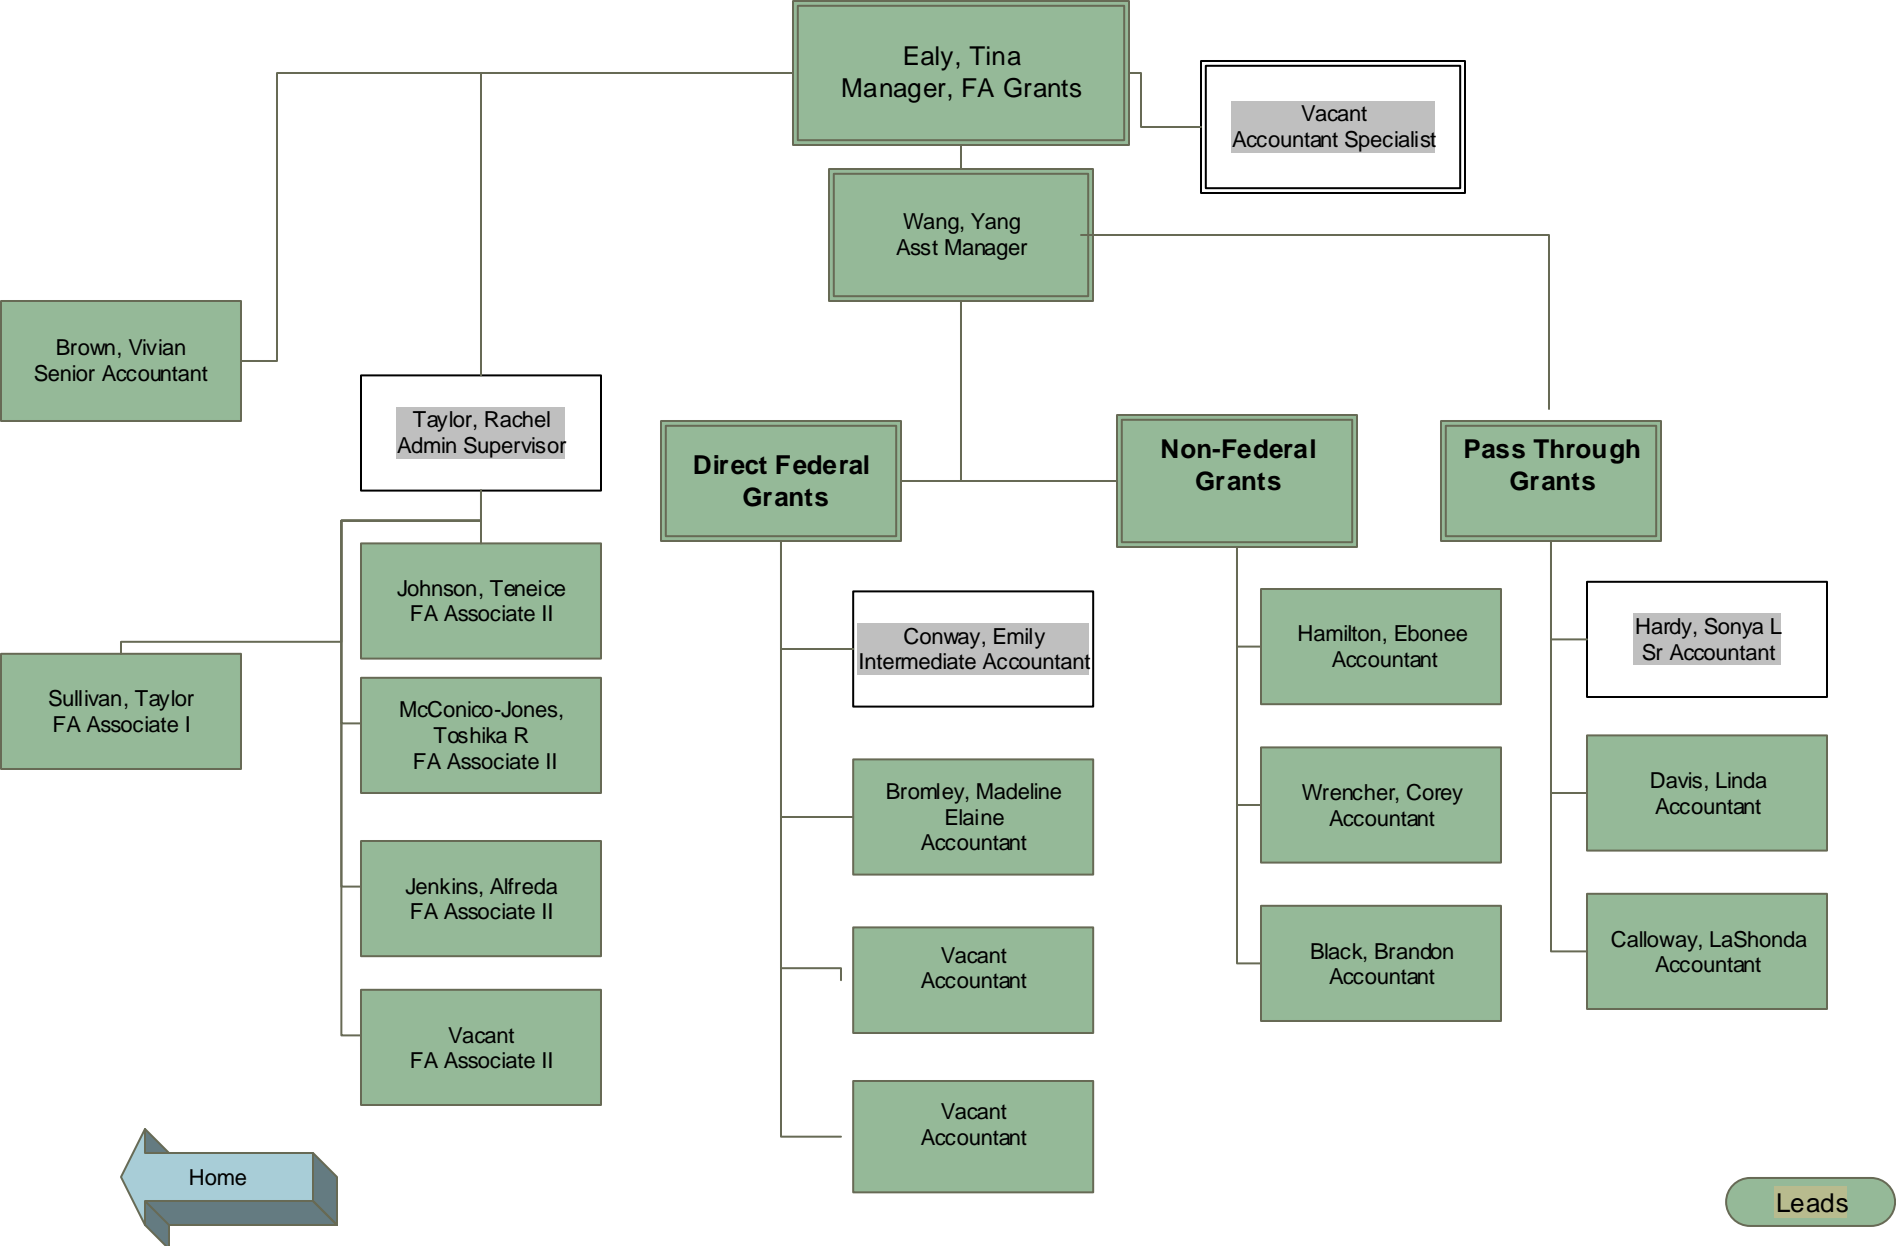 Ealy, Tina
Manager, FA Grants
Vacant
Accountant Specialist
Wang, Yang
Asst Manager
Brown, Vivian
Senior Accountant
Taylor, Rachel
Admin Supervisor
Direct Federal
Grants
Non-Federal
Grants
Pass Through
Grants
Johnson, Teneice
FA Associate II
Sullivan, Taylor
FA Associate I
McConico-Jones,
Toshika R
FA Associate II
Jenkins, Alfreda
FA Associate II
Vacant
FA Associate II
Conway, Emily
Intermediate Accountant
Bromley, Madeline
Elaine
Accountant
Vacant
Accountant
Vacant
Accountant
Hamilton, Ebonee
Accountant
Wrencher, Corey
Accountant
Black, Brandon
Accountant
Hardy, Sonya L
Sr Accountant
Davis, Linda
Accountant
Calloway, LaShonda
Accountant
Home
Leads